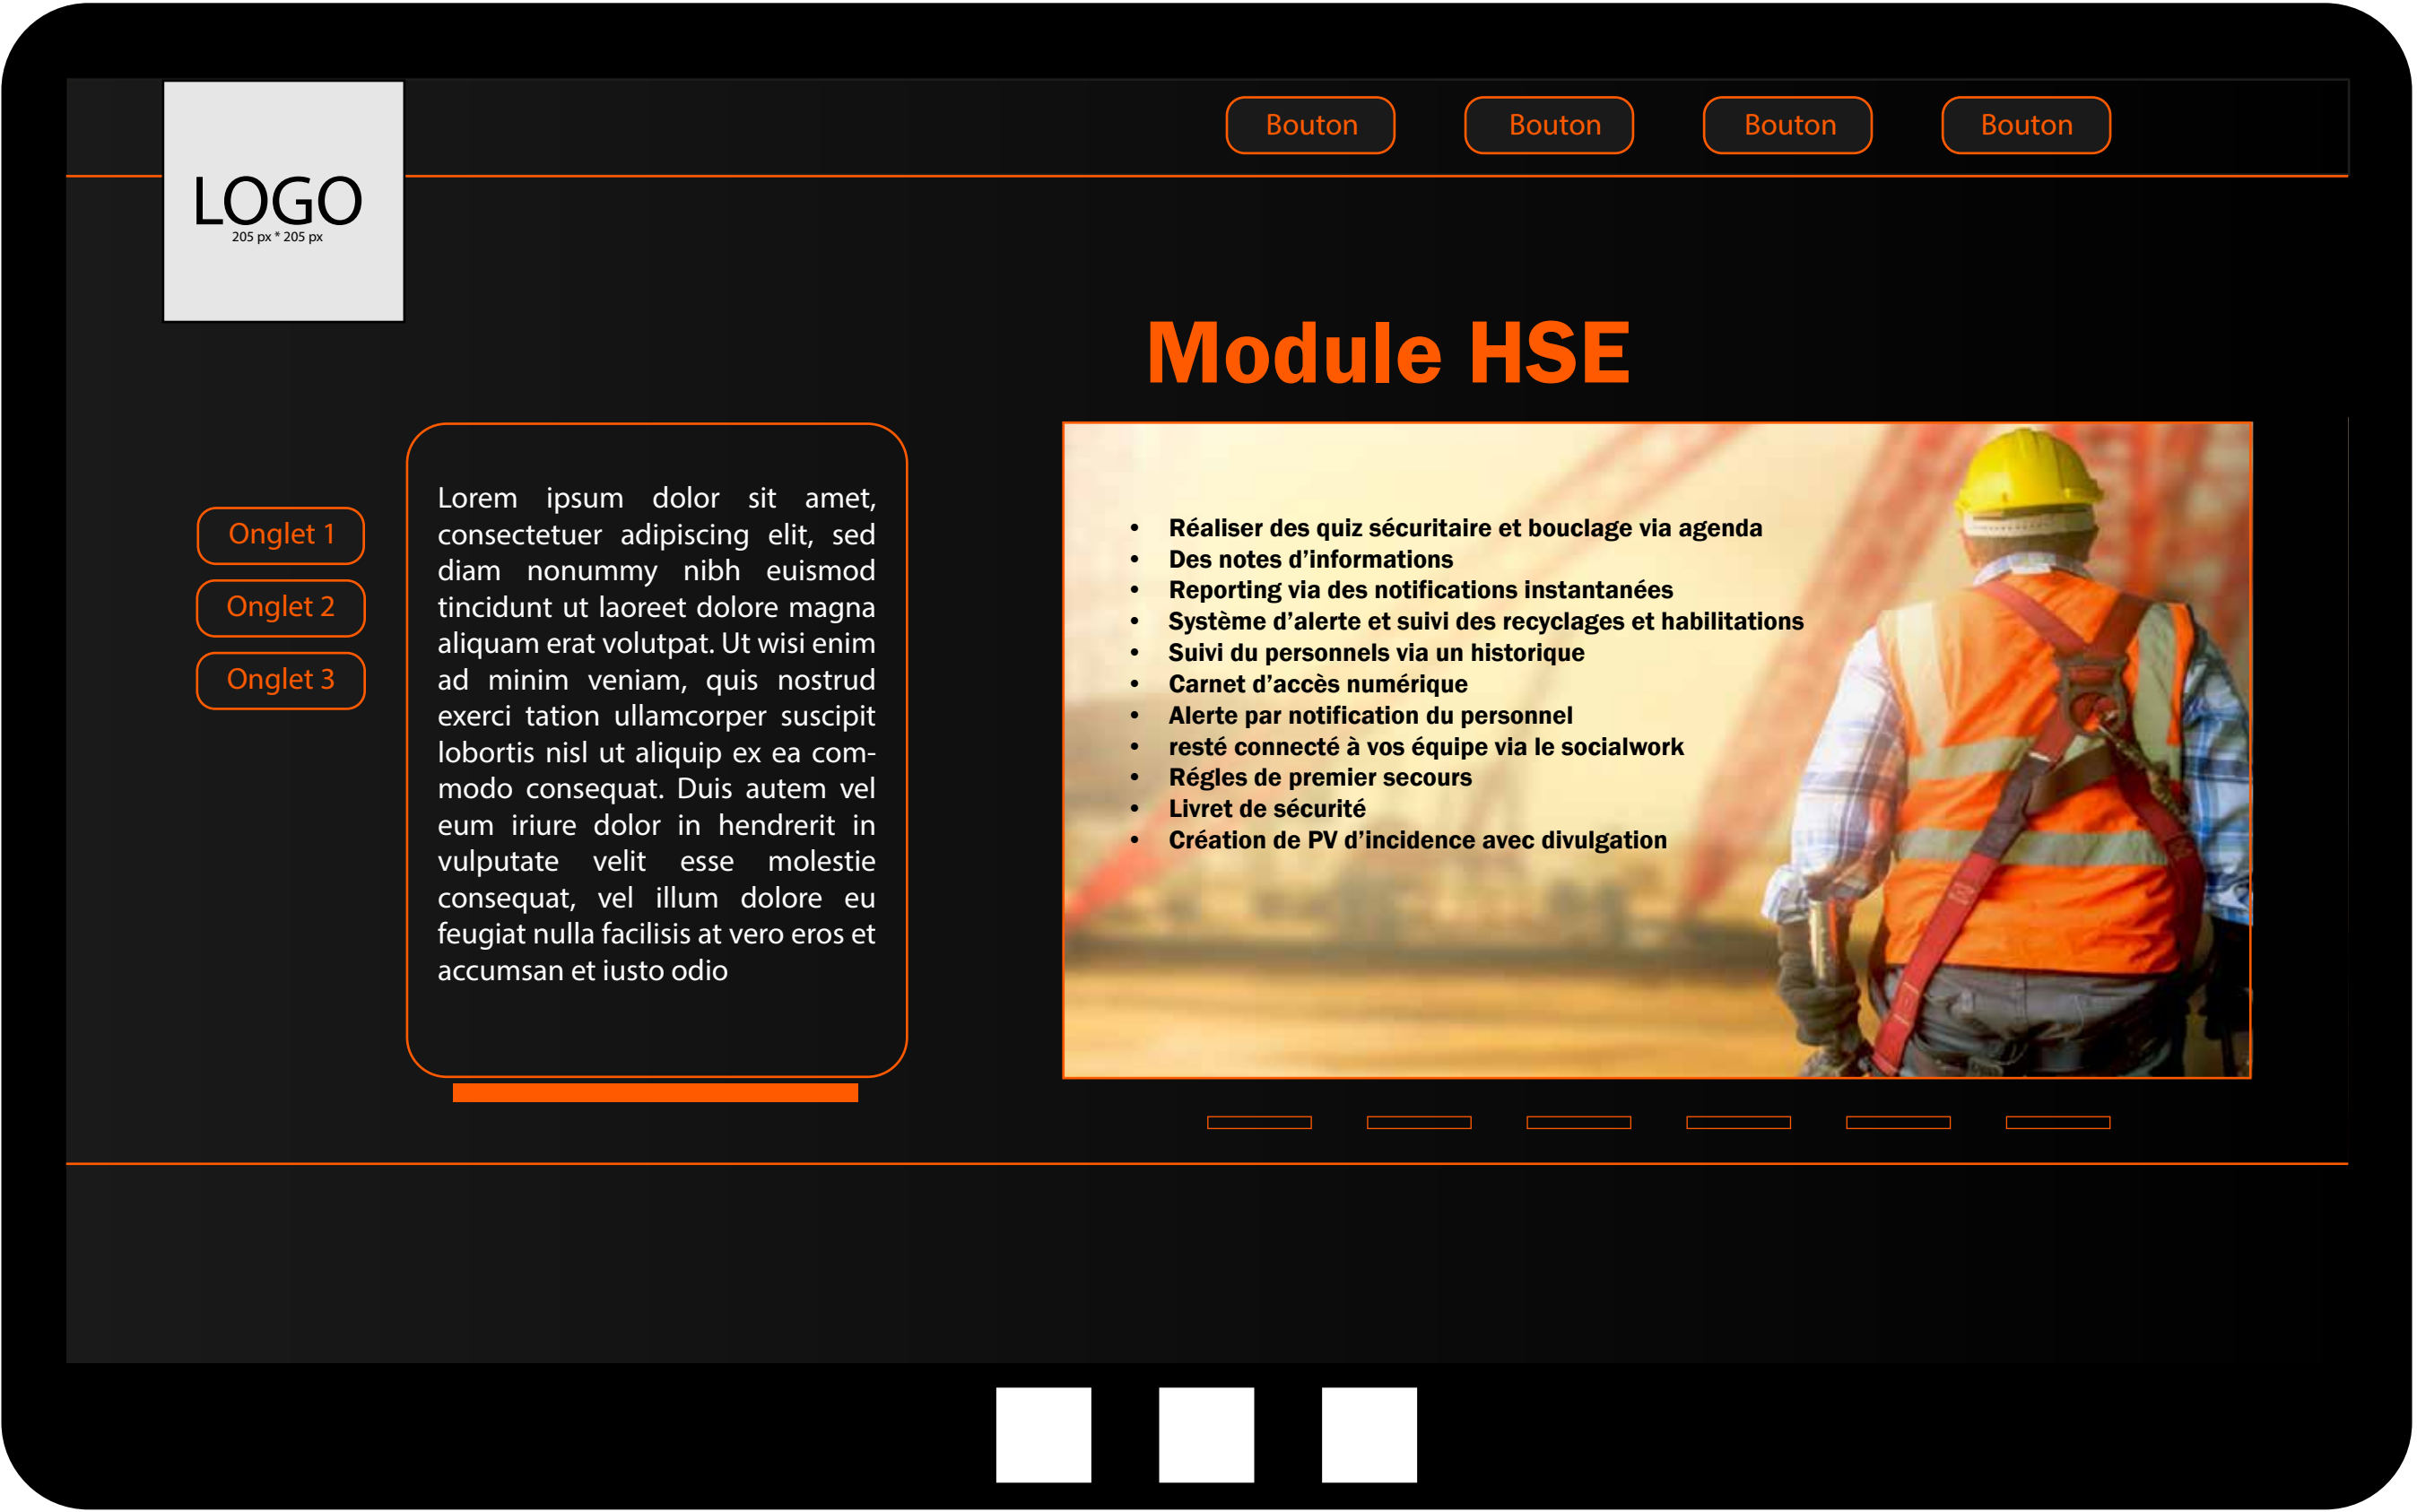 Bouton
Bouton
Bouton
Bouton
LOGO
205 px * 205 px
Module HSE
Onglet 1
Onglet 2
Onglet 3
Lorem ipsum dolor sit amet,
consectetuer adipiscing elit, sed
diam nonummy nibh euismod
tincidunt ut laoreet dolore magna
aliquam erat volutpat. Ut wisi enim
ad minim veniam, quis nostrud
exerci tation ullamcorper suscipit
lobortis nisl ut aliquip ex ea com-
modo consequat. Duis autem vel
eum iriure dolor in hendrerit in
vulputate velit esse molestie
consequat, vel illum dolore eu
feugiat nulla facilisis at vero eros et
accumsan et iusto odio
• Réaliser des quiz sécuritaire et bouclage via agenda
• Des notes d’informations
• Reporting via des notifications instantanées
• Système d’alerte et suivi des recyclages et habilitations
• Suivi du personnels via un historique
• Carnet d’accès numérique
• Alerte par notification du personnel
• resté connecté à vos équipe via le socialwork
• Régles de premier secours
• Livret de sécurité
• Création de PV d’incidence avec divulgation